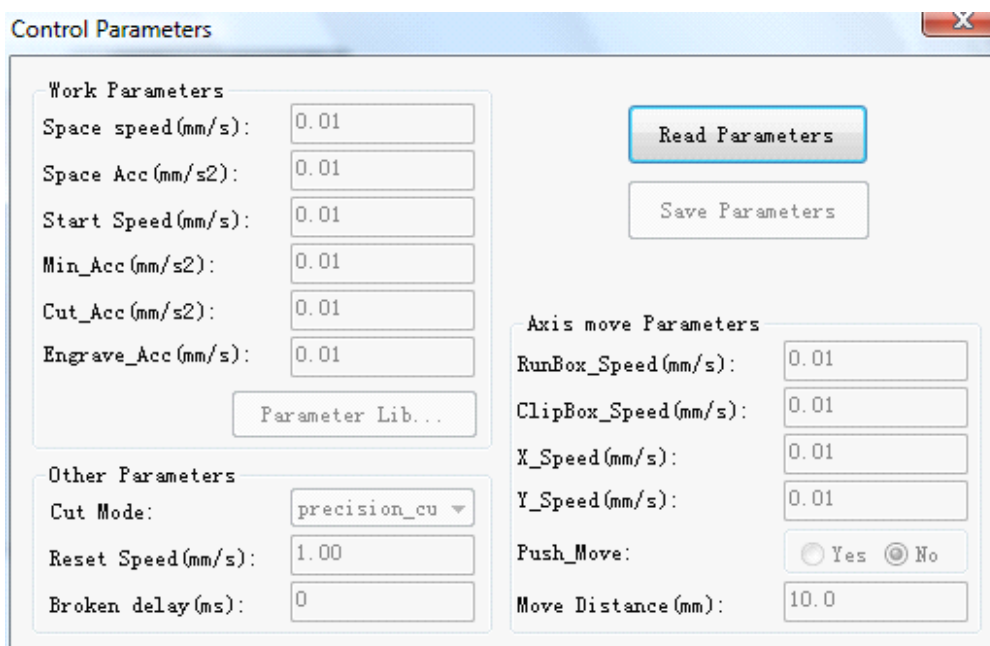 Control Parameters
Work Parameters
Space speed(mm/s): 0.01
Space Acc(mm/s2): 0.01
Start Speed(mm/s): 0.01
Min_Acc(mm/s2): 0.01
Cut_Acc(mm/s2): 0.01
Engrave_Acc(mm/s): 0.01
Parameter Lib...
Other Parameters
Cut Mode: precision_cu
Reset Speed(mm/s): 1.00
Broken delay(ms): 0
Read Parameters
Save Parameters
Axis move Parameters
RunBox_Speed(mm/s): 0.01
ClipBox_Speed(mm/s): 0.01
X_Speed(mm/s): 0.01
Y_Speed(mm/s): 0.01
Push_Move: Yes No
Move Distance(mm): 10.0